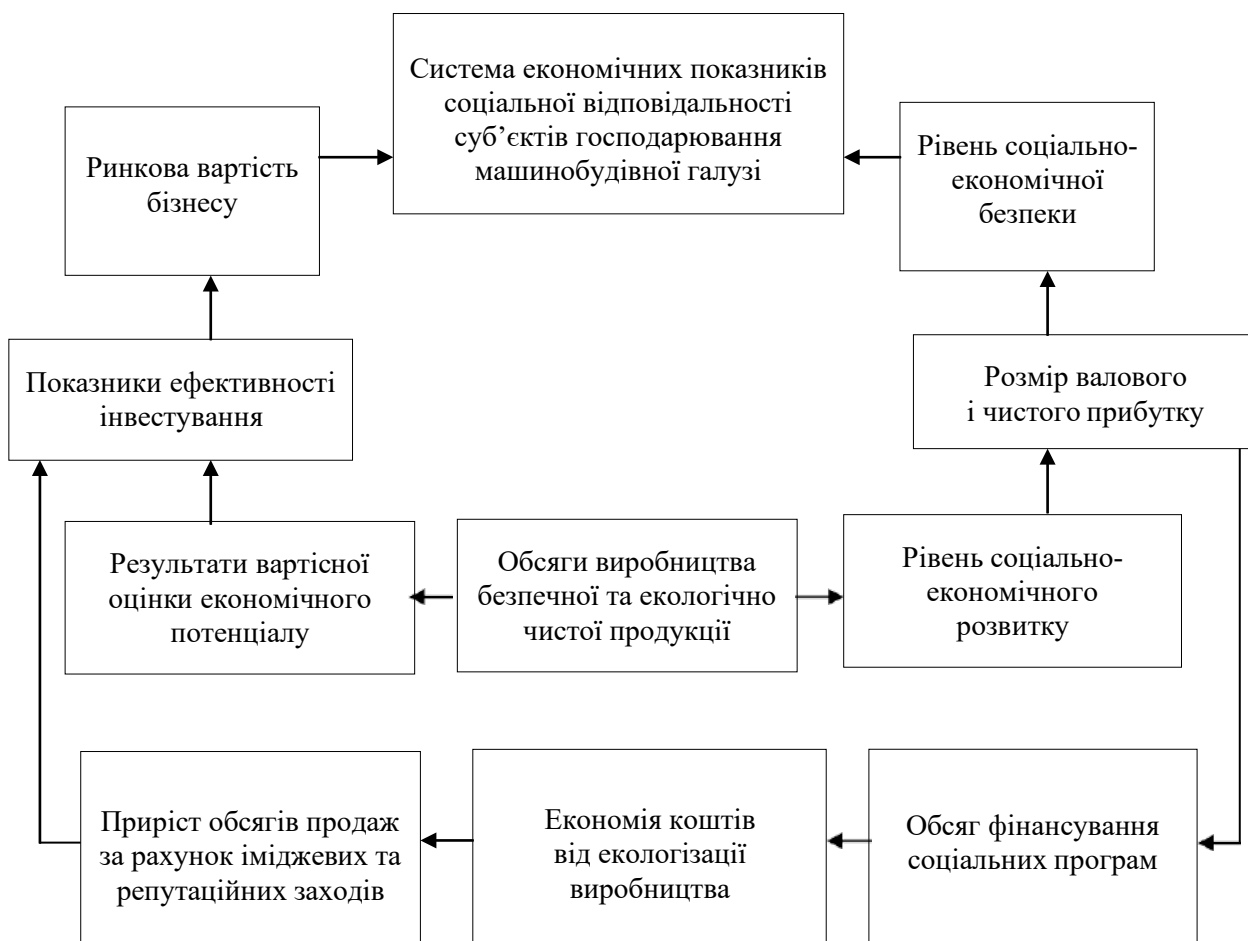 Система економічних показників
соціальної відповідальності
суб’єктів господарювання
машинобудівної галузі
Ринкова вартість
бізнесу
Рівень соціально-
економічної
безпеки
Показники ефективності
інвестування
Розмір валового
і чистого прибутку
Результати вартісної
оцінки економічного
потенціалу
Обсяги виробництва
безпечної та екологічно
чистої продукції
Рівень соціально-
економічного
розвитку
Приріст обсягів продаж
за рахунок іміджевих та
репутаційних заходів
Економія коштів
від екологізації
виробництва
Обсяг фінансування
соціальних програм